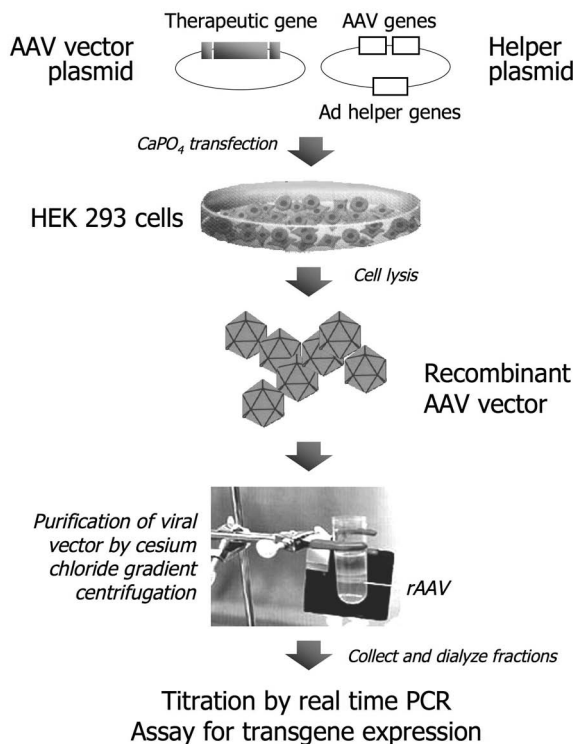 AAV vector
plasmid
Therapeutic gene
AAV genes
Ad helper genes
Helper
plasmid
CaPO₄ transfection
HEK 293 cells
Cell lysis
Recombinant
AAV vector
Purification of viral
vector by cesium
chloride gradient
centrifugation
rAAV
Collect and dialyze fractions
Titration by real time PCR
Assay for transgene expression